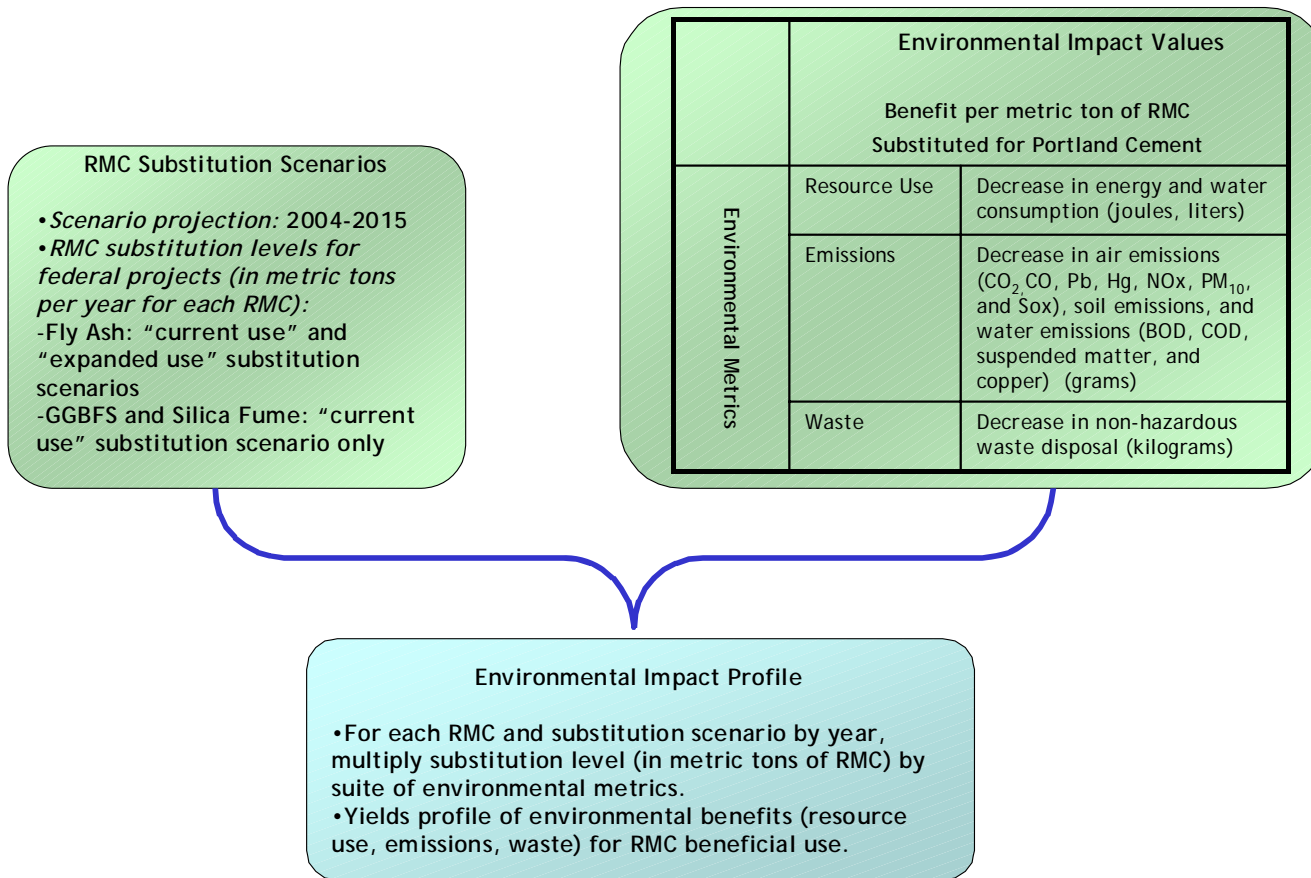 RMC Substitution Scenarios
•Scenario projection: 2004-2015
•RMC substitution levels for
federal projects (in metric tons
per year for each RMC):
-Fly Ash: “current use” and
“expanded use” substitution
scenarios
-GGBFS and Silica Fume: “current
use” substitution scenario only
Environmental Impact Values
Benefit per metric ton of RMC
Substituted for Portland Cement
Environmental Metrics
Resource Use
Decrease in energy and water
consumption (joules, liters)
Emissions
Decrease in air emissions
(CO2,CO, Pb, Hg, NOx, PM10,
and Sox), soil emissions, and
water emissions (BOD, COD,
suspended matter, and
copper) (grams)
Waste
Decrease in non-hazardous
waste disposal (kilograms)
Environmental Impact Profile
•For each RMC and substitution scenario by year,
multiply substitution level (in metric tons of RMC) by
suite of environmental metrics.
•Yields profile of environmental benefits (resource
use, emissions, waste) for RMC beneficial use.